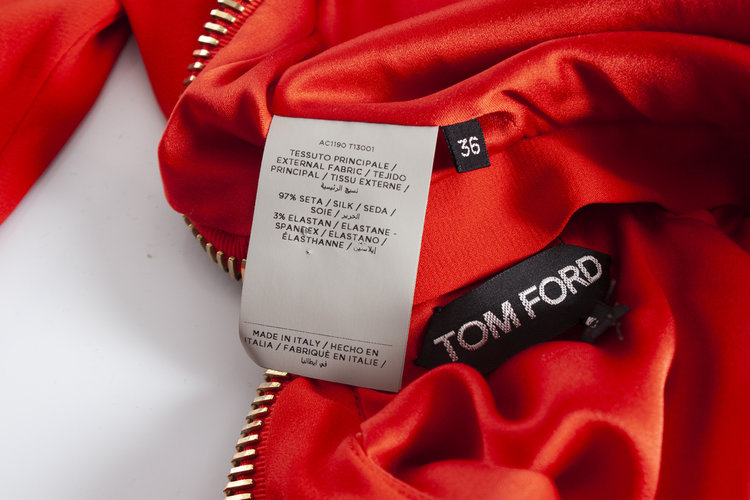 AC1190 T13001
TESSUTO PRINCIPALE /
EXTERNAL FABRIC / TEJIDO
PRINCIPAL / TISSU EXTERNE /
نسيج الرئيسية
97% SETA / SILK / SEDA /
SOIE / الحرير
3% ELASTAN / ELASTANE -
SPANDEX / ELASTANO /
ÉLASTHANNE / إيلاستين
MADE IN ITALY / HECHO EN
ITALIA / FABRIQUÉ EN ITALIE /
في ايطاليا
36
TOM FORD